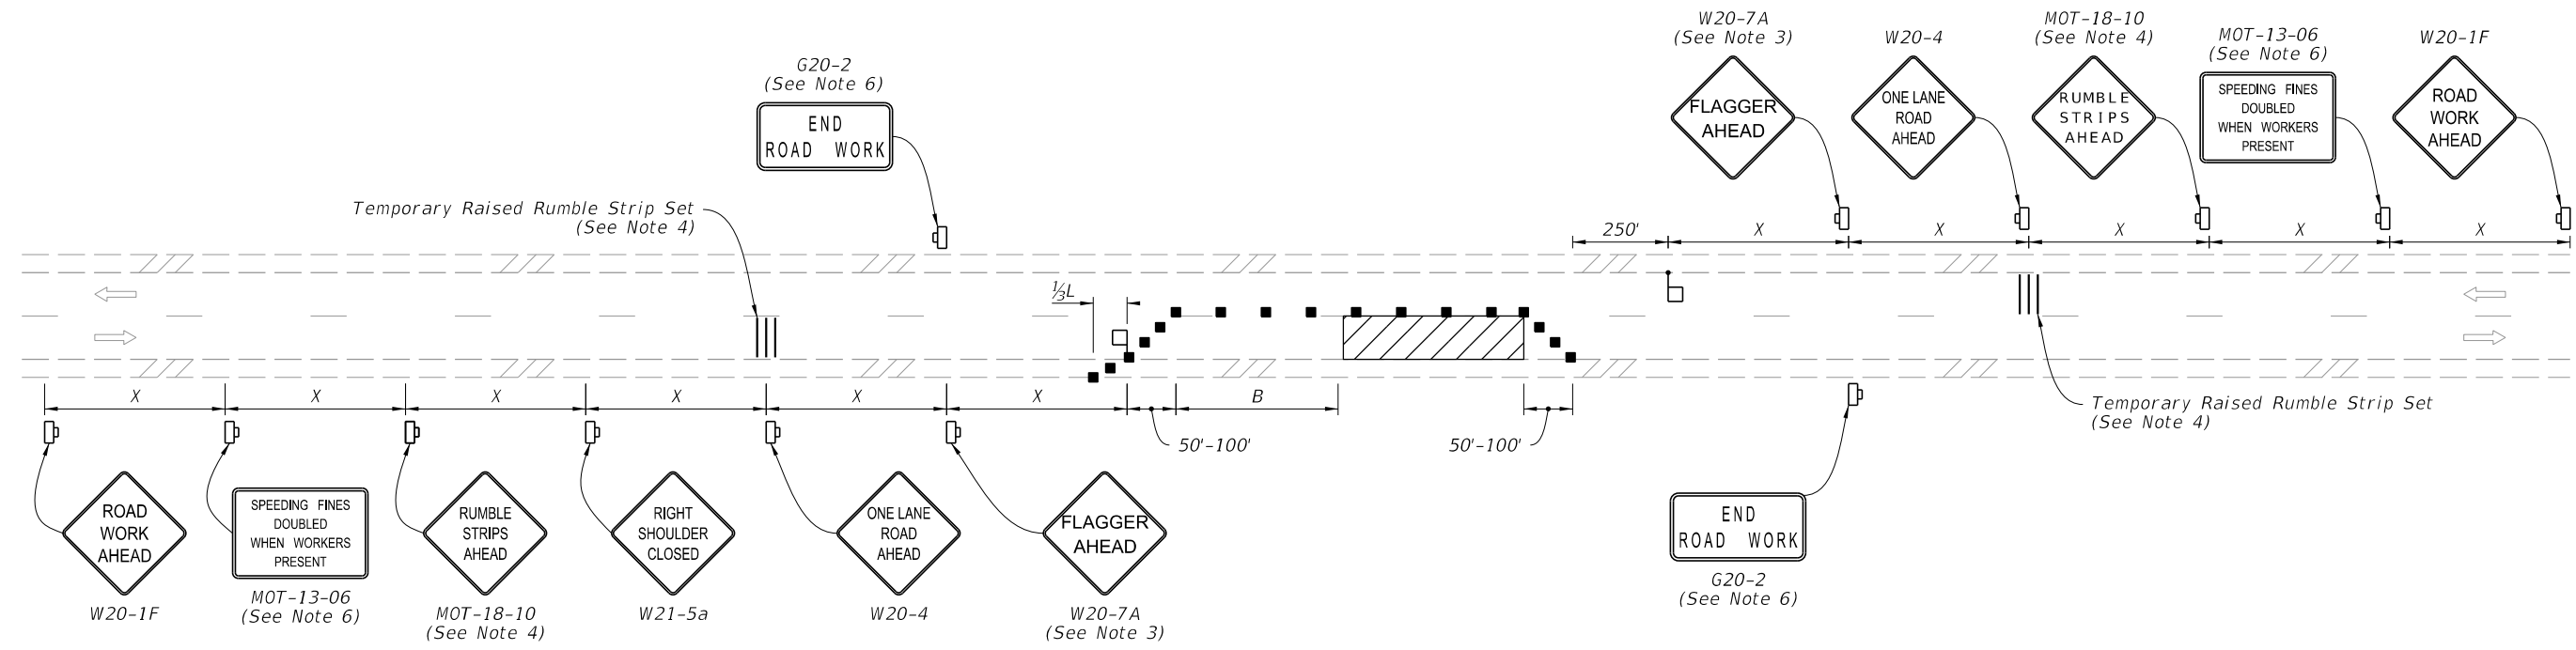 W20-7A
(See Note 3)
W20-4
MOT-18-10
(See Note 4)
MOT-13-06
(See Note 6)
W20-1F
G20-2
(See Note 6)
END
ROAD WORK
FLAGGER
AHEAD
ONE LANE
ROAD
AHEAD
RUMBLE
STRIPS
AHEAD
SPEEDING FINES
DOUBLED
WHEN WORKERS
PRESENT
ROAD
WORK
AHEAD
Temporary Raised Rumble Strip Set
(See Note 4)
250'
X
X
X
X
X
⅓L
X
X
X
X
X
X
B
50'-100'
50'-100'
Temporary Raised Rumble Strip Set
(See Note 4)
ROAD
WORK
AHEAD
W20-1F
SPEEDING FINES
DOUBLED
WHEN WORKERS
PRESENT
MOT-13-06
(See Note 6)
RUMBLE
STRIPS
AHEAD
MOT-18-10
(See Note 4)
RIGHT
SHOULDER
CLOSED
W21-5a
ONE LANE
ROAD
AHEAD
W20-4
FLAGGER
AHEAD
W20-7A
(See Note 3)
END
ROAD WORK
G20-2
(See Note 6)